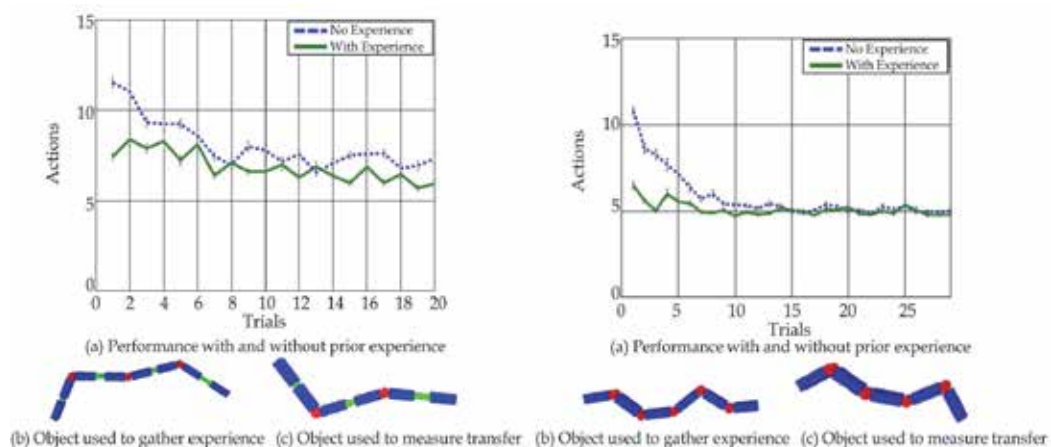 15
No Experience
With Experience
10
Actions
5
0
0 2 4 6 8 10 12 14 16 18 20
Trials
(a) Performance with and without prior experience
(b) Object used to gather experience (c) Object used to measure transfer
15
No Experience
With Experience
10
Actions
5
0
0 5 10 15 20 25
Trials
(a) Performance with and without prior experience
(b) Object used to gather experience (c) Object used to measure transfer